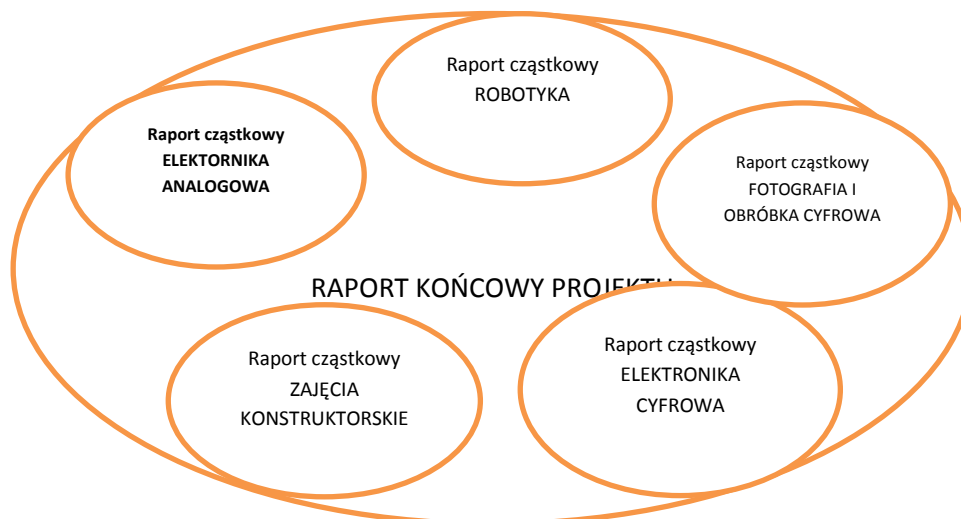 Raport cząstkowy
ROBOTYKA
Raport cząstkowy
ELEKTORNIKA
ANALOGOWA
Raport cząstkowy
FOTOGRAFIA I
OBRÓBKA CYFROWA
RAPORT KOŃCOWY PROJEKTU
Raport cząstkowy
ZAJĘCIA
KONSTRUKTORSKIE
Raport cząstkowy
ELEKTRONIKA
CYFROWA